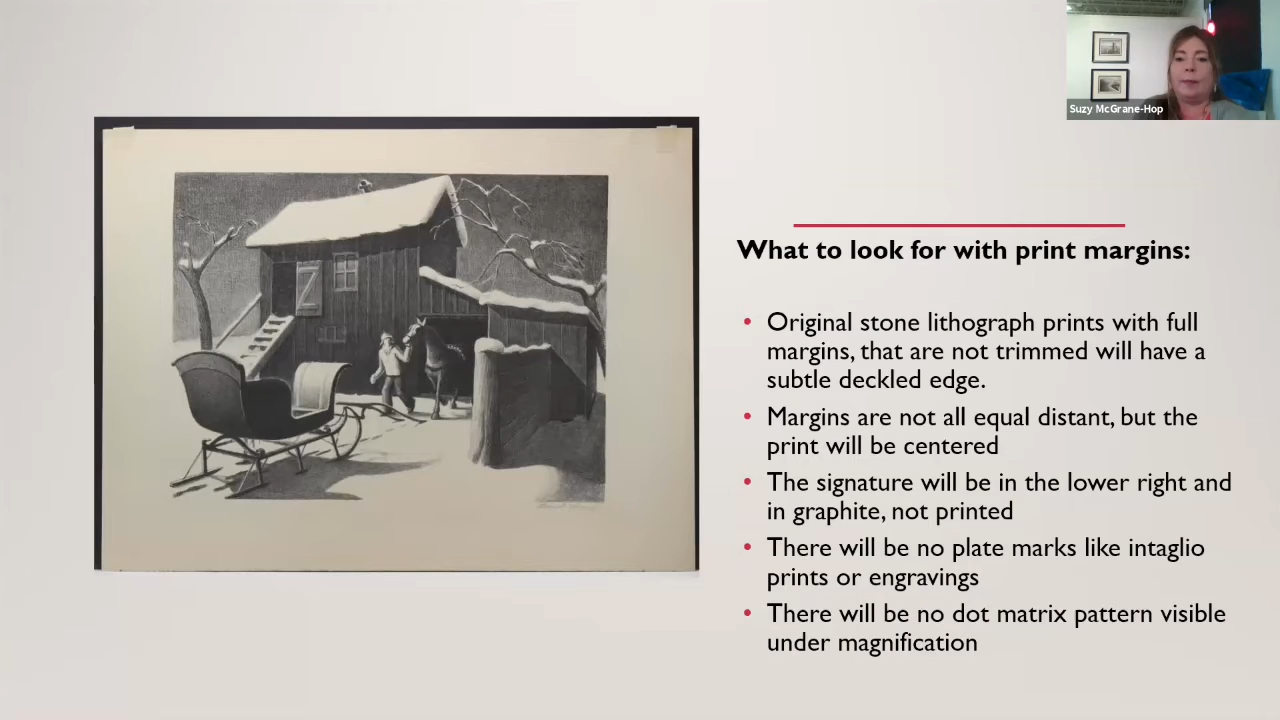 Suzy McGrane-Hop
What to look for with print margins:
• Original stone lithograph prints with full
margins, that are not trimmed will have a
subtle deckled edge.
• Margins are not all equal distant, but the
print will be centered
• The signature will be in the lower right and
in graphite, not printed
• There will be no plate marks like intaglio
prints or engravings
• There will be no dot matrix pattern visible
under magnification